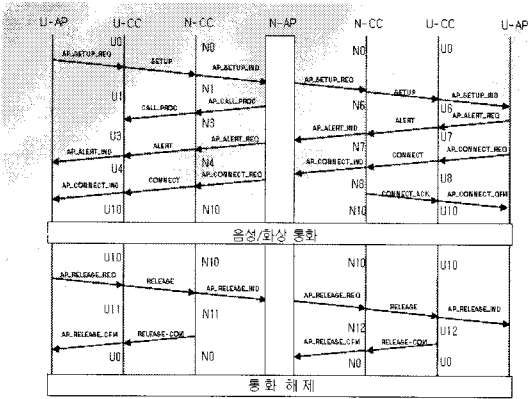 U-AP U-CC N-CC N-AP N-CC U-CC U-AP
U0 N0 N0 U0
AP_SETUP_REQ SETUP AP_SETUP_IND
AP_SETUP_REQ SETUP AP_SETUP_IND
U1 N1 N6 U6
CALL_PROC AP_CALL_PROC
ALERT AP_ALERT_REQ
U3 N3 N7 U7
AP_ALERT_IND ALERT AP_ALERT_REQ
AP_ALERT_IND
U4 N4
AP_CONNECT_IND CONNECT AP_CONNECT_REQ
AP_CONNECT_IND CONNECT AP_CONNECT_REQ
N8 U8
CONNECT_ACK AP_CONNECT_CFM
U10 N10 N10 U10
음성/화상 통화
U10 N10 N10 U10
AP_RELEASE_REQ RELEASE AP_RELEASE_IND
AP_RELEASE_REQ RELEASE AP_RELEASE_IND
U11 N11 N12 U12
AP_RELEASE_CFM RELEASE-COM
AP_RELEASE_CFM RELEASE-COM
U0 N0 N0 U0
통화 해제